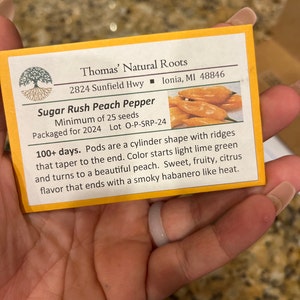 Thomas' Natural Roots
2824 Sunfield Hwy ▪ Ionia, MI 48846
Sugar Rush Peach Pepper
Minimum of 25 seeds
Packaged for 2024 Lot O-P-SRP-24
100+ days. Pods are a cylinder shape with ridges
that taper to the end. Color starts light lime green
and turns to a beautiful peach. Sweet, fruity, citrus
flavor that ends with a smoky habanero like heat.